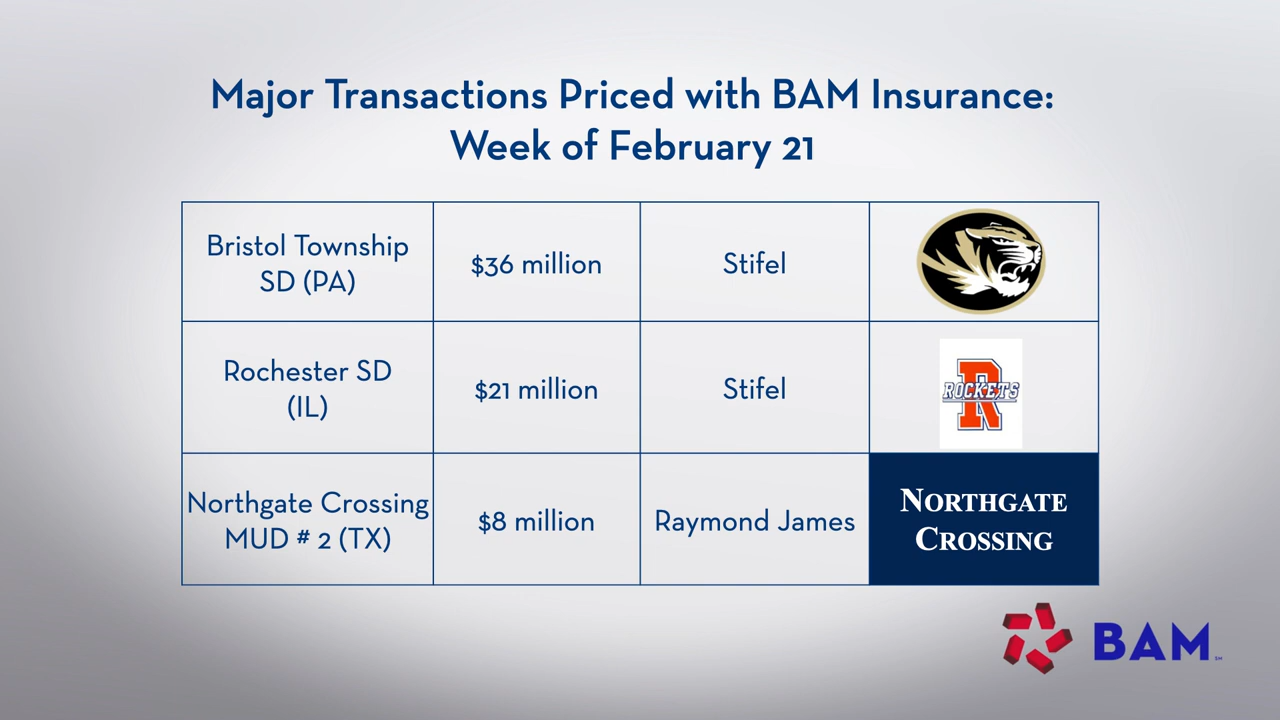 Major Transactions Priced with BAM Insurance:
Week of February 21
Bristol Township
SD (PA)
$36 million
Stifel
Rochester SD
(IL)
$21 million
Stifel
R
ROCKETS
Northgate Crossing
MUD # 2 (TX)
$8 million
Raymond James
NORTHGATE
CROSSING
BAM SM